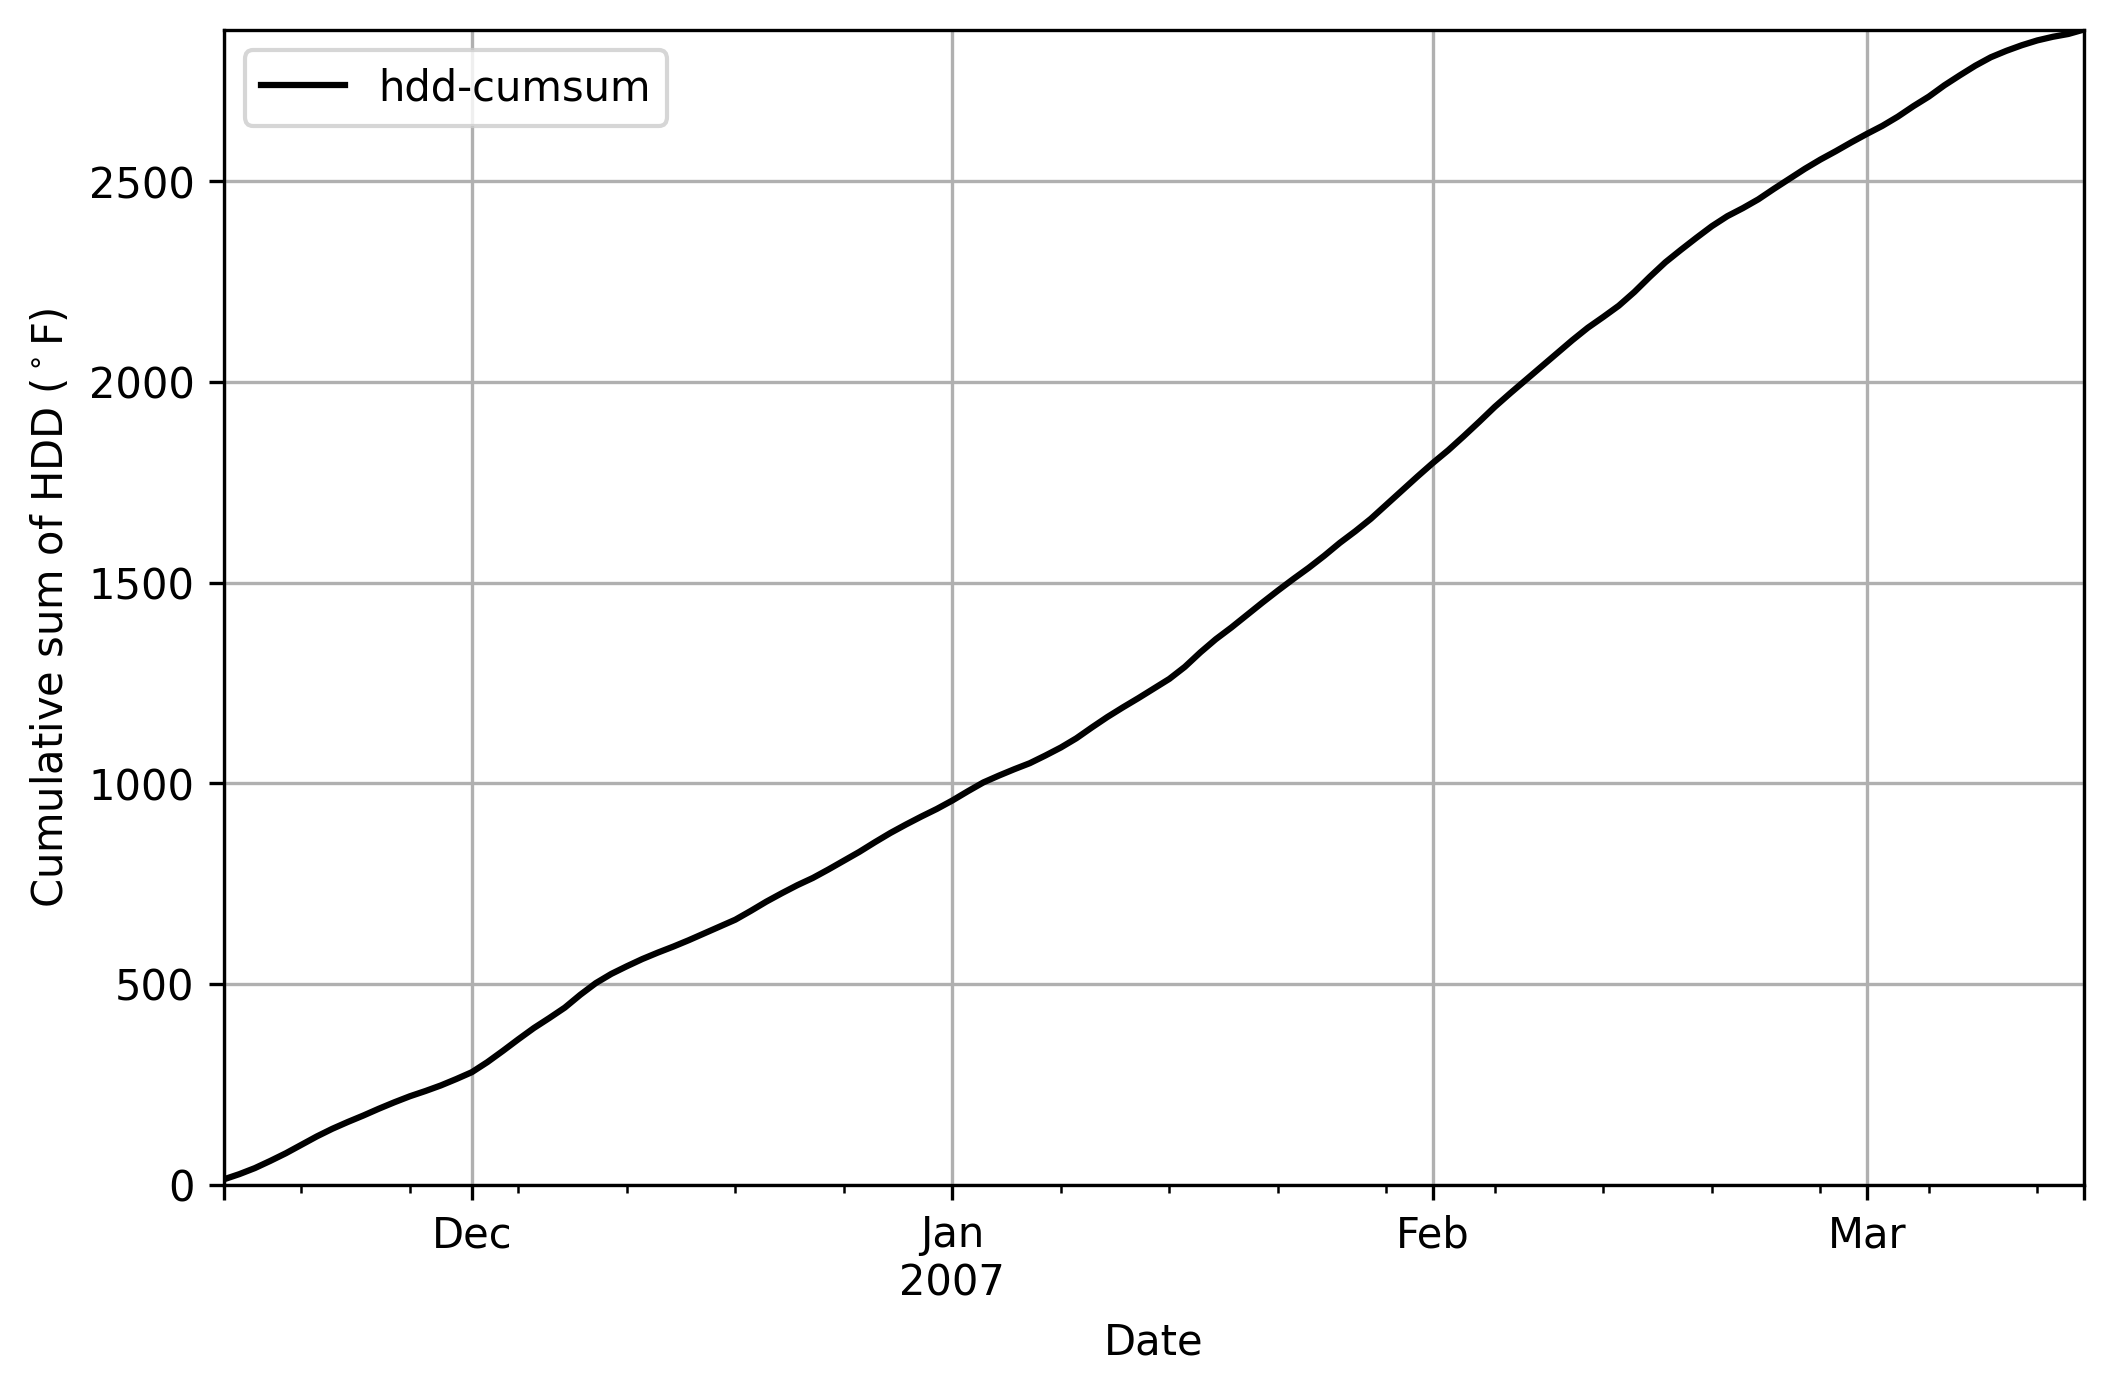 hdd-cumsum
2500
2000
1500
1000
500
0
Cumulative sum of HDD (°F)
Dec
Jan
2007
Feb
Mar
Date